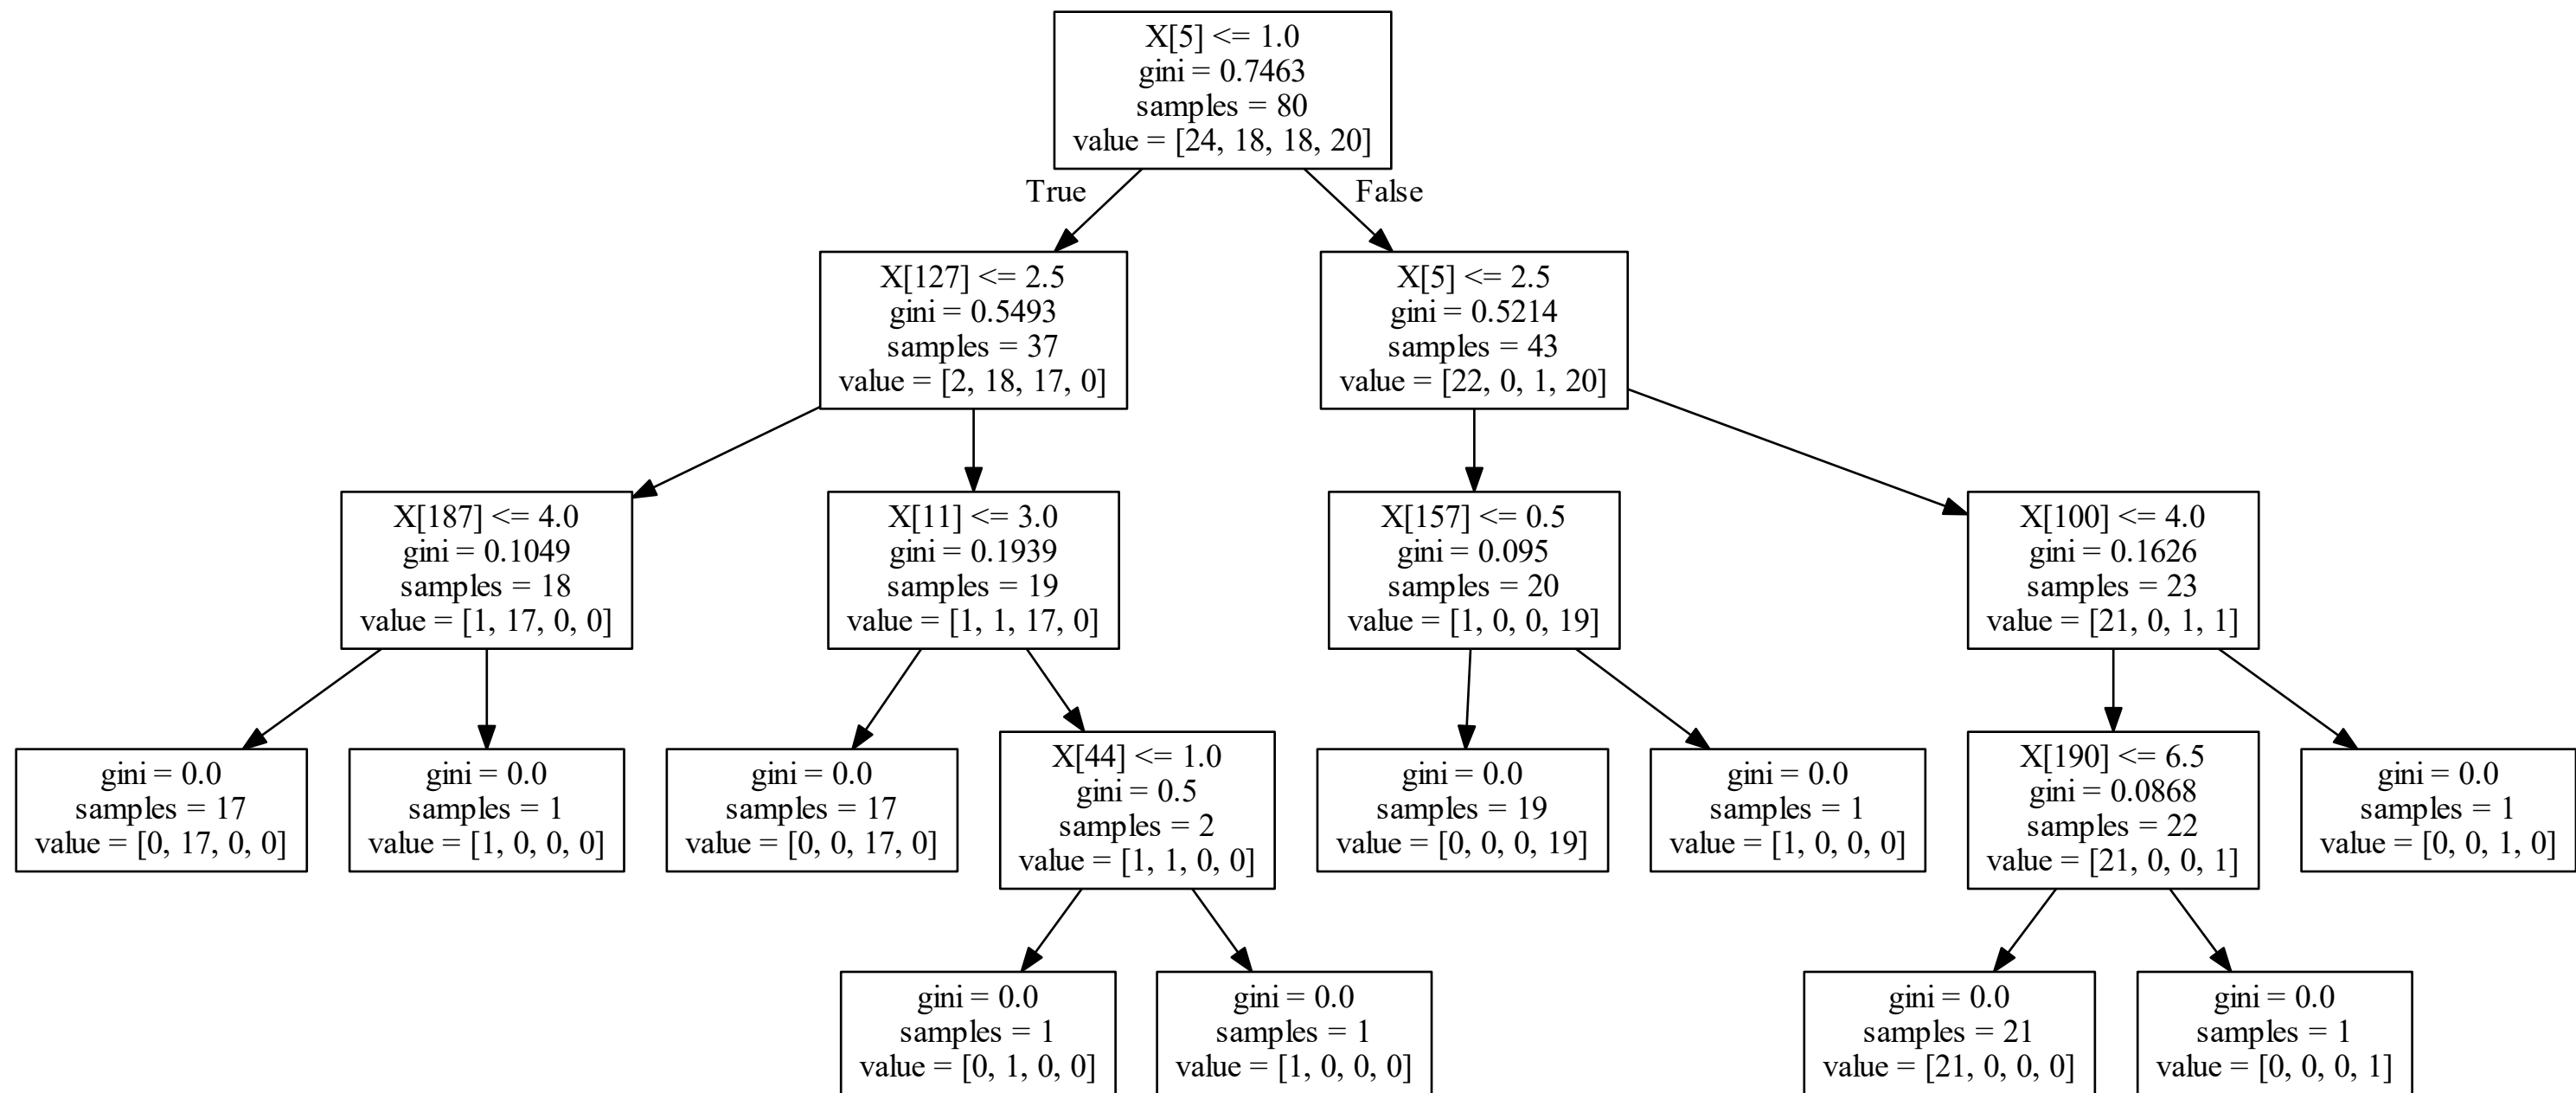 X[5] <= 1.0
gini = 0.7463
samples = 80
value = [24, 18, 18, 20]
True
False
X[127] <= 2.5
gini = 0.5493
samples = 37
value = [2, 18, 17, 0]
X[5] <= 2.5
gini = 0.5214
samples = 43
value = [22, 0, 1, 20]
X[187] <= 4.0
gini = 0.1049
samples = 18
value = [1, 17, 0, 0]
X[11] <= 3.0
gini = 0.1939
samples = 19
value = [1, 1, 17, 0]
X[157] <= 0.5
gini = 0.095
samples = 20
value = [1, 0, 0, 19]
X[100] <= 4.0
gini = 0.1626
samples = 23
value = [21, 0, 1, 1]
gini = 0.0
samples = 17
value = [0, 17, 0, 0]
gini = 0.0
samples = 1
value = [1, 0, 0, 0]
gini = 0.0
samples = 17
value = [0, 0, 17, 0]
X[44] <= 1.0
gini = 0.5
samples = 2
value = [1, 1, 0, 0]
gini = 0.0
samples = 19
value = [0, 0, 0, 19]
gini = 0.0
samples = 1
value = [1, 0, 0, 0]
X[190] <= 6.5
gini = 0.0868
samples = 22
value = [21, 0, 0, 1]
gini = 0.0
samples = 1
value = [0, 0, 1, 0]
gini = 0.0
samples = 1
value = [0, 1, 0, 0]
gini = 0.0
samples = 1
value = [1, 0, 0, 0]
gini = 0.0
samples = 21
value = [21, 0, 0, 0]
gini = 0.0
samples = 1
value = [0, 0, 0, 1]